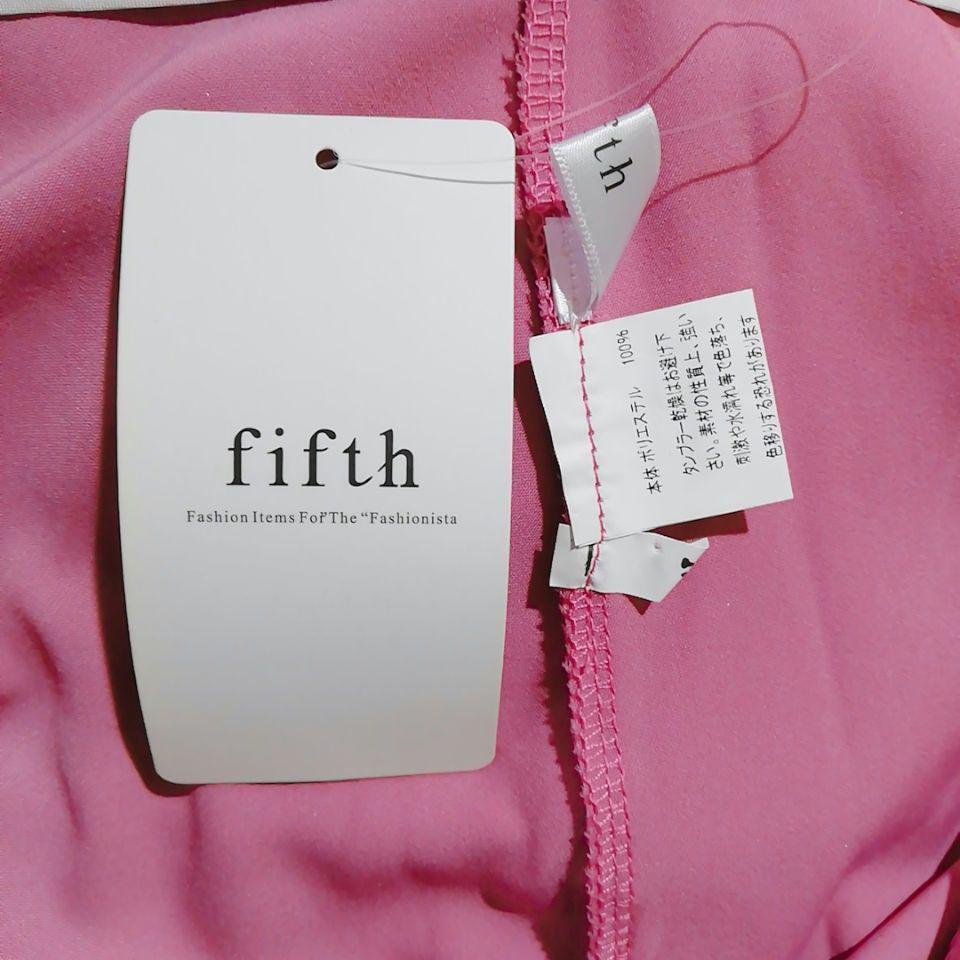 fifth
Fashion Items For The “Fashionista
th
本体 ポリエステル 100%
タンブラー乾燥はお避け下
さい。素材の性質上、強い
刺激や水濡れ等で色落ち、
色移りする恐れがあります